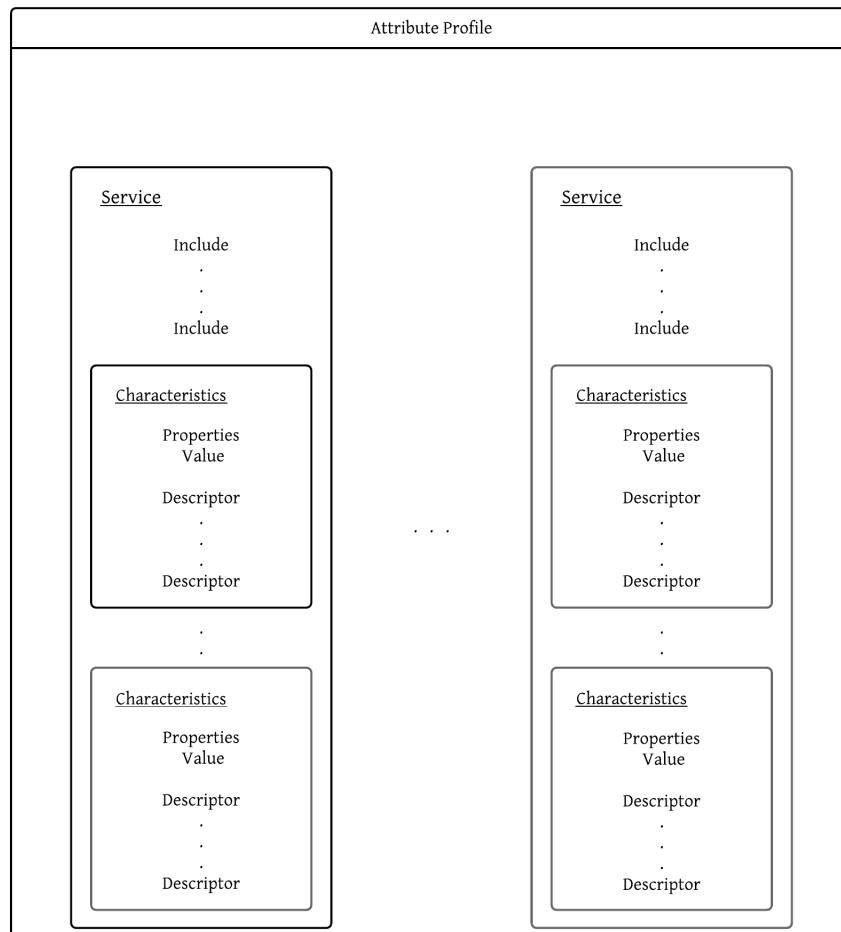 Attribute Profile
Service
Include
.
.
.
Include
Characteristics
Properties
Value
Descriptor
.
.
.
Descriptor
.
.
Characteristics
Properties
Value
Descriptor
.
.
.
Descriptor
. . .
Service
Include
.
.
.
Include
Characteristics
Properties
Value
Descriptor
.
.
.
Descriptor
.
.
Characteristics
Properties
Value
Descriptor
.
.
.
Descriptor